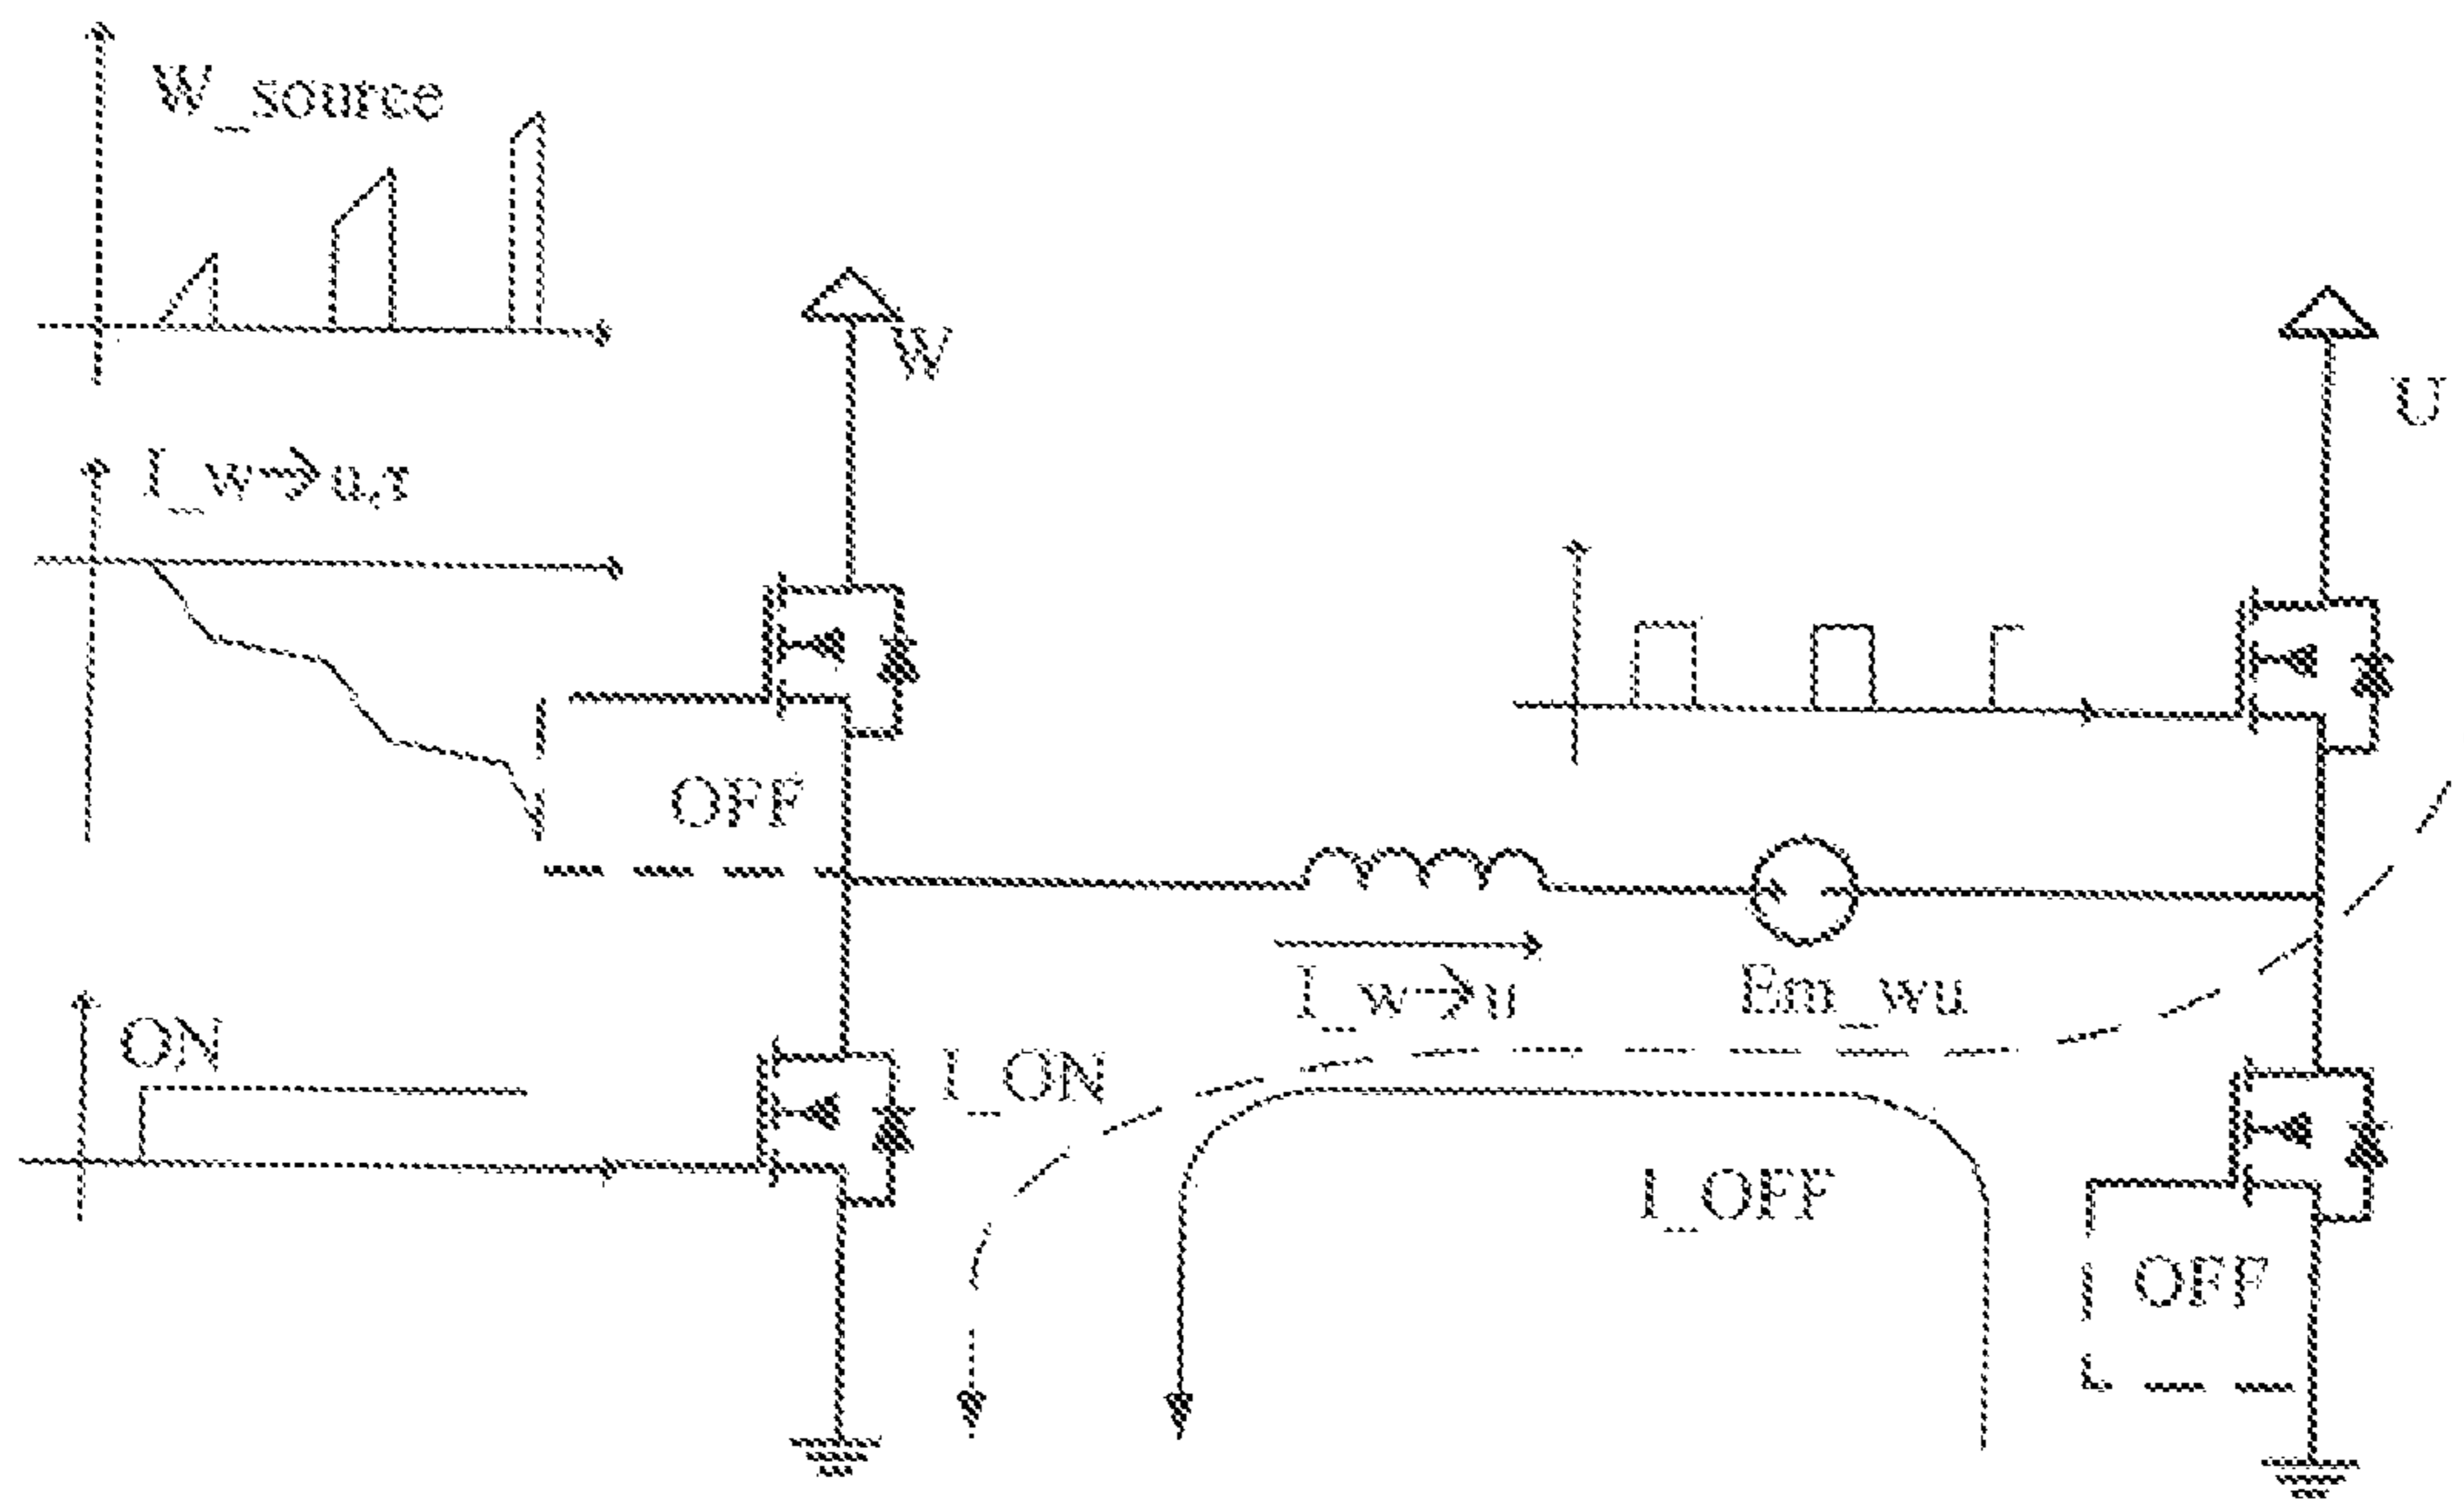 W_source
W
U
I_w→u,r
OFF
I_w→u
Em_wu
ON
I_ON
I_OFF
OFF